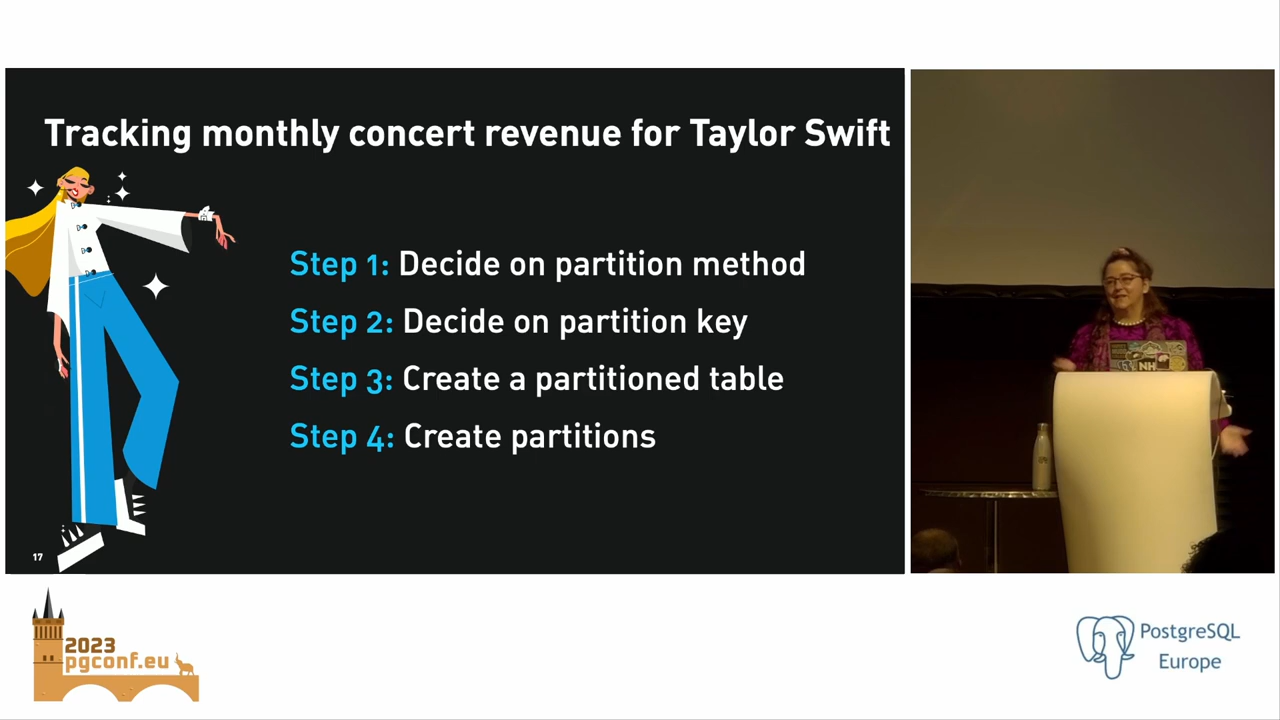 Tracking monthly concert revenue for Taylor Swift
Step 1: Decide on partition method
Step 2: Decide on partition key
Step 3: Create a partitioned table
Step 4: Create partitions
17
NH
2023
pgconf.eu
PostgreSQL
Europe